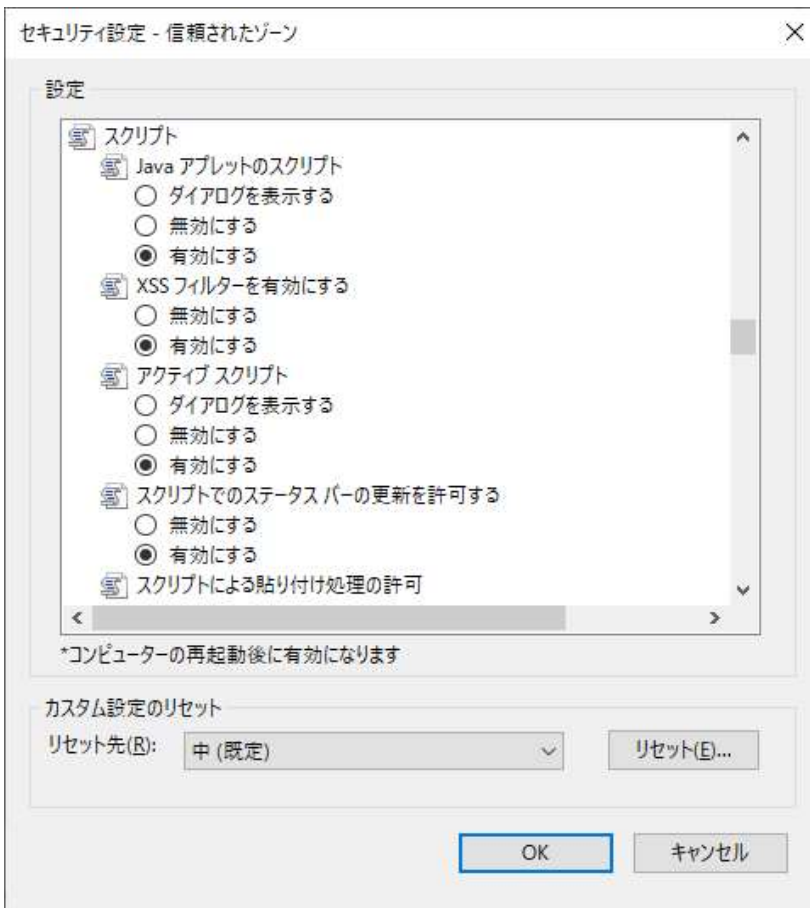 セキュリティ設定 - 信頼されたゾーン
設定
スクリプト
Java アプレットのスクリプト
ダイアログを表示する
無効にする
有効にする
XSS フィルターを有効にする
無効にする
有効にする
アクティブ スクリプト
ダイアログを表示する
無効にする
有効にする
スクリプトでのステータス バーの更新を許可する
無効にする
有効にする
スクリプトによる貼り付け処理の許可
*コンピューターの再起動後に有効になります
カスタム設定のリセット
リセット先(R): 中 (既定) リセット(E)...
OK キャンセル